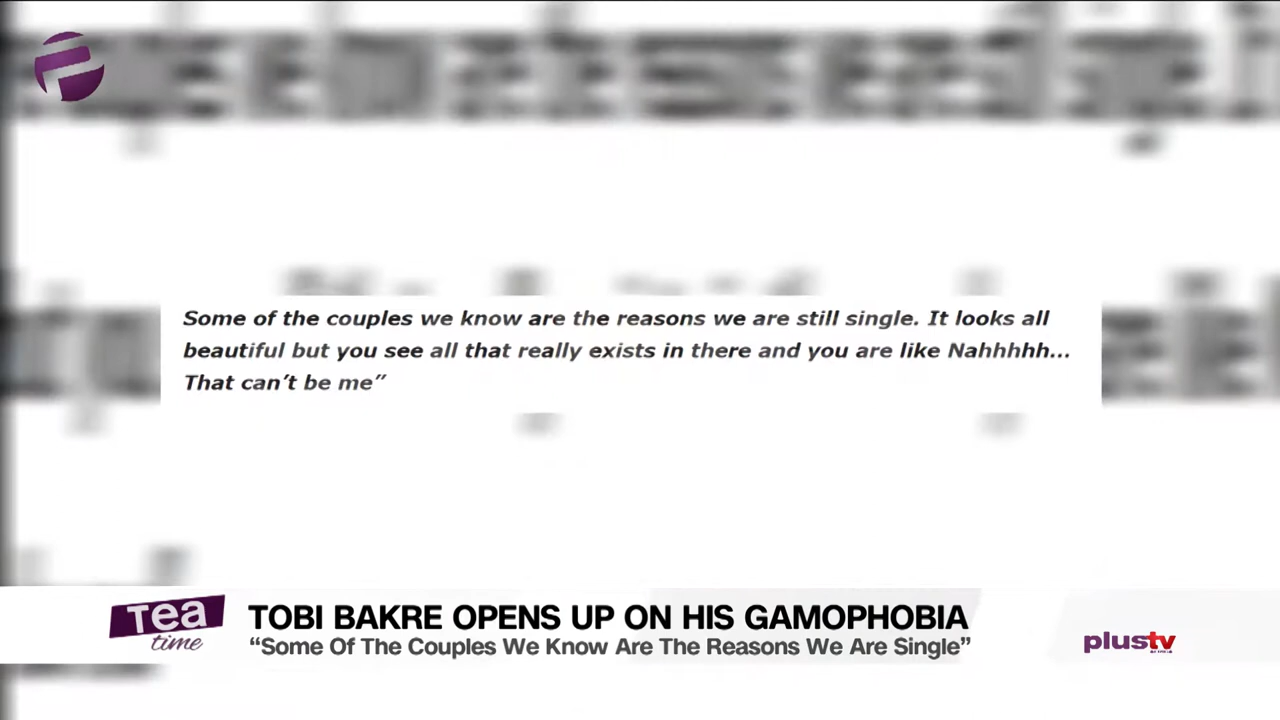 Some of the couples we know are the reasons we are still single. It looks all
beautiful but you see all that really exists in there and you are like Nahhhhh...
That can't be me”
Tea
time
TOBI BAKRE OPENS UP ON HIS GAMOPHOBIA
“Some Of The Couples We Know Are The Reasons We Are Single”
plustv